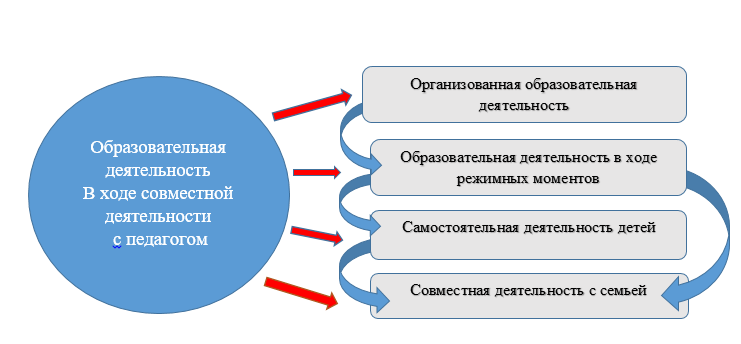 Образовательная
деятельность
В ходе совместной
деятельности
с педагогом
Организованная образовательная
деятельность
Образовательная деятельность в ходе
режимных моментов
Самостоятельная деятельность детей
Совместная деятельность с семьей